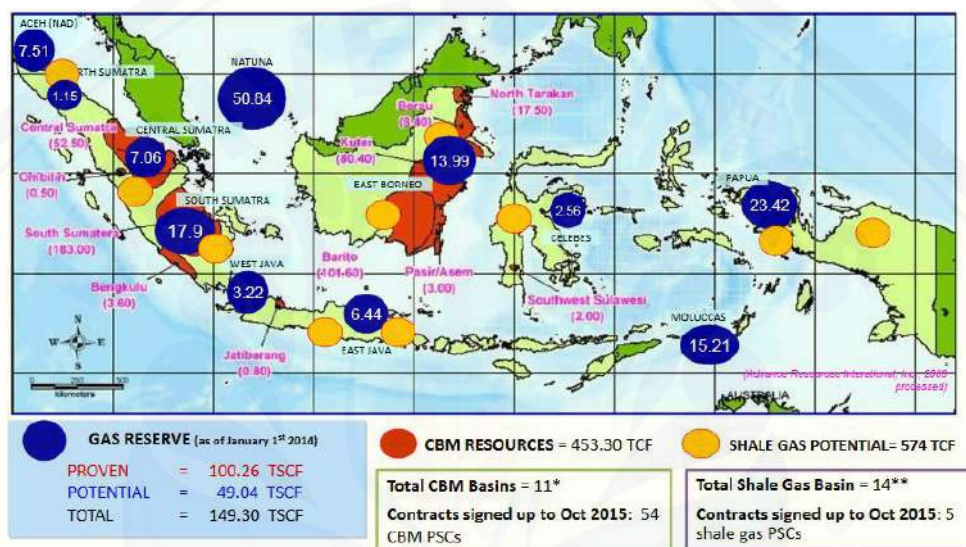 ACEH (NAD)
7.51
NORTH SUMATRA
1.15
NATUNA
50.84
Central Sumatra
(52.50)
CENTRAL SUMATRA
7.06
Ombilin
(0.50)
SOUTH SUMATRA
South Sumatera
(183.00)
17.9
Bengkulu
(3.60)
WEST JAVA
3.22
Jatibarang
(0.80)
6.44
EAST JAVA
Berau
(8.40)
North Tarakan
(17.50)
Kutei
(80.40)
13.99
EAST BORNEO
Barito
(101.60)
Pasir/Asem
(3.00)
2.56
CELEBES
Southwest Sulawesi
(2.00)
PAPUA
23.42
MOLUCCAS
15.21
AUSTRALIA
N
W E
S
0 250 500
kilometers
GAS RESERVE (as of January 1st 2014)
PROVEN = 100.26 TSCF
POTENTIAL = 49.04 TSCF
TOTAL = 149.30 TSCF
CBM RESOURCES = 453.30 TCF
Total CBM Basins = 11*
Contracts signed up to Oct 2015: 54
CBM PSCs
SHALE GAS POTENTIAL= 574 TCF
Total Shale Gas Basin = 14**
Contracts signed up to Oct 2015: 5
shale gas PSCs